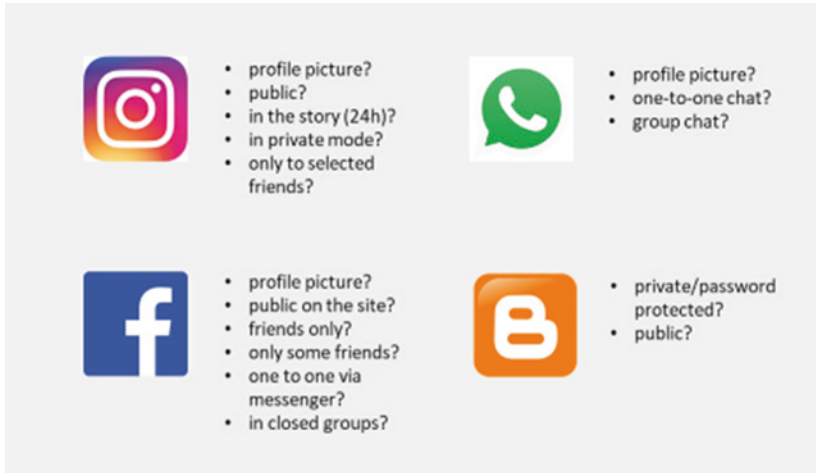 • profile picture?
• public?
• in the story (24h)?
• in private mode?
• only to selected
friends?
• profile picture?
• one-to-one chat?
• group chat?
• profile picture?
• public on the site?
• friends only?
• only some friends?
• one to one via
messenger?
• in closed groups?
• private/password
protected?
• public?